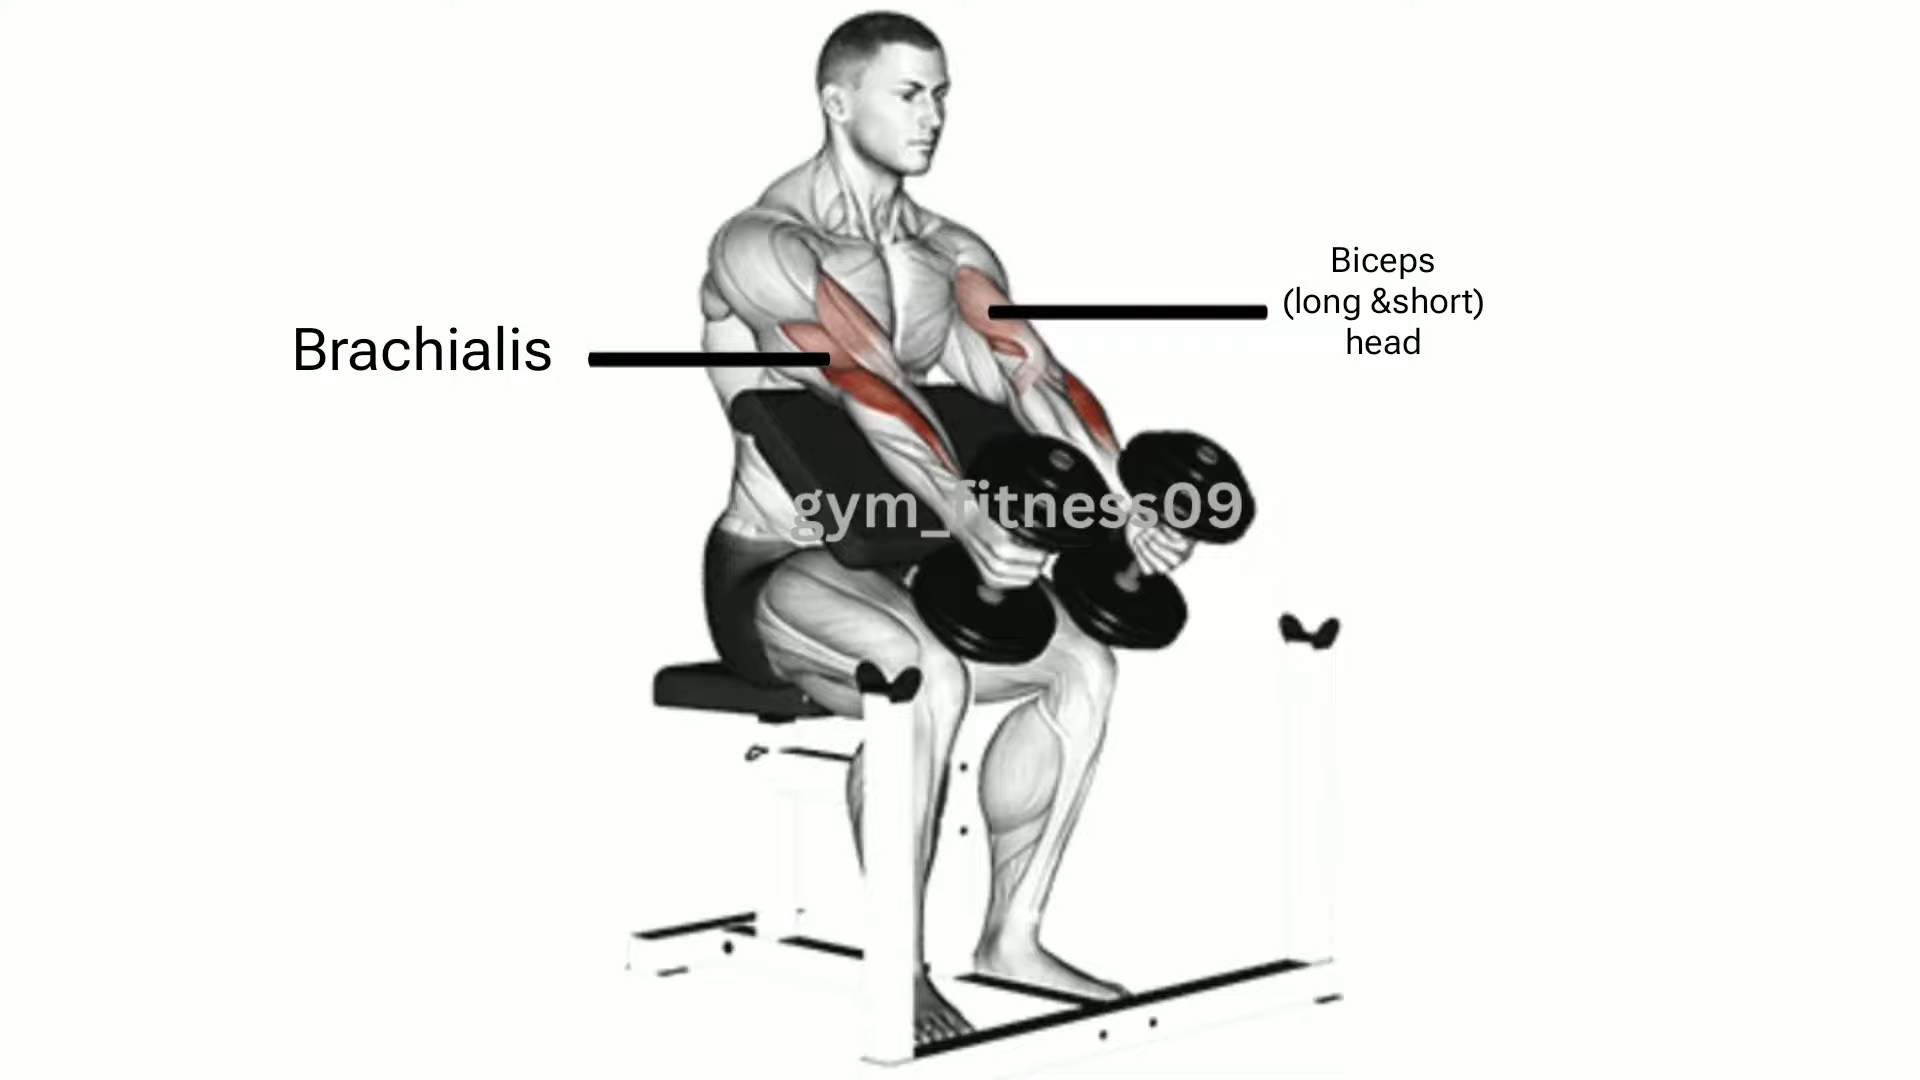 Biceps
(long &short)
head
Brachialis
gym_fitness09